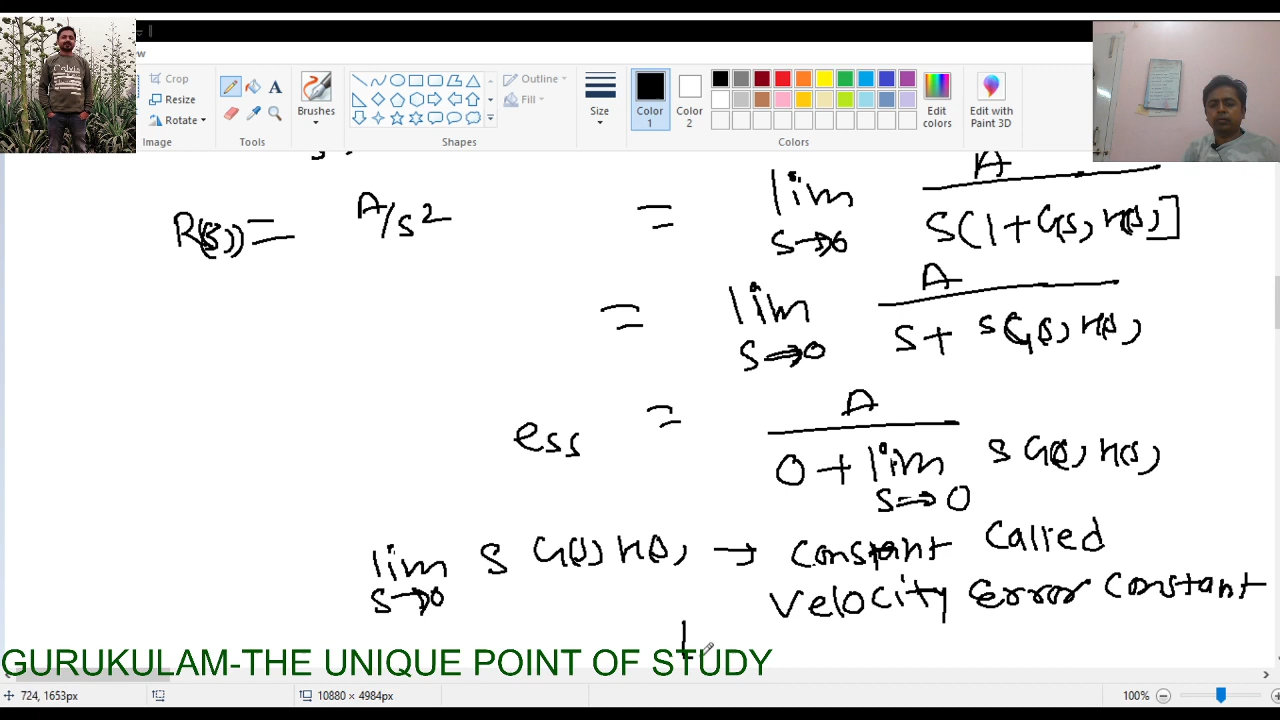 Crop
Outline
Resize
Fill
Rotate
Brushes
Size
Color 1
Color 2
Edit colors
Edit with Paint 3D
Image
Tools
Shapes
Colors
R(s) = A/s²
= lim s→0 A / s[1+G(s)H(s)]
= lim s→0 A / s + sG(s)H(s)
ess = A / 0 + lim s→0 s G(s) H(s)
lim s→0 s G(s) H(s) → constant called
velocity error constant
GURUKULAM-THE UNIQUE POINT OF STUDY
724, 1653px
10880 × 4984px
100%